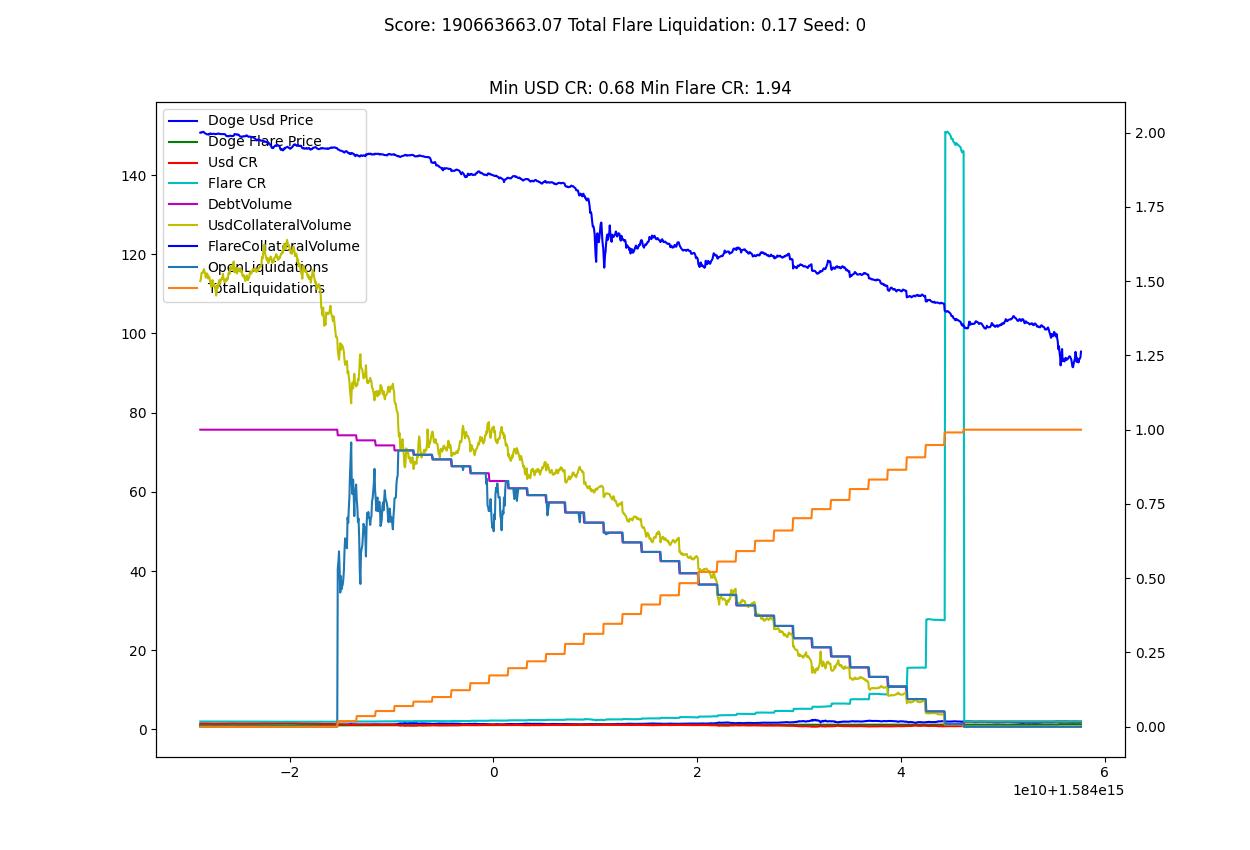 Score: 190663663.07 Total Flare Liquidation: 0.17 Seed: 0
Min USD CR: 0.68 Min Flare CR: 1.94
Doge Usd Price
Doge Flare Price
Usd CR
Flare CR
DebtVolume
UsdCollateralVolume
FlareCollateralVolume
OpenLiquidations
TotalLiquidations
140
120
100
80
60
40
20
0
2.00
1.75
1.50
1.25
1.00
0.75
0.50
0.25
0.00
−2 0 2 4 6
1e10+1.584e15